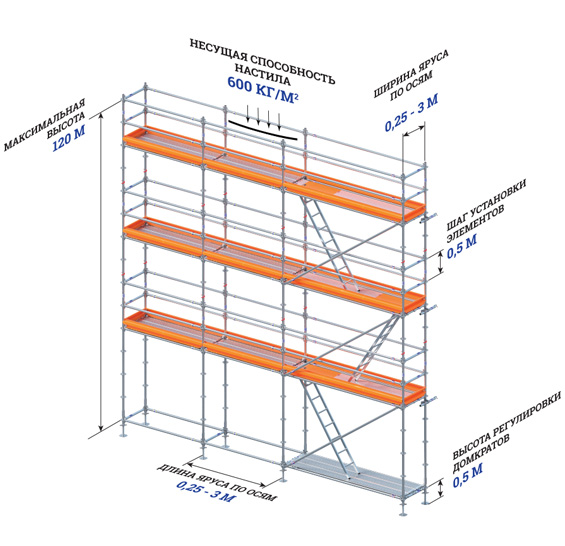 НЕСУЩАЯ СПОСОБНОСТЬ
НАСТИЛА
600 КГ/М²
ШИРИНА ЯРУСА
ПО ОСЯМ
0,25 - 3 М
МАКСИМАЛЬНАЯ
ВЫСОТА
120 М
ШАГ УСТАНОВКИ
ЭЛЕМЕНТОВ
0,5 М
ВЫСОТА РЕГУЛИРОВКИ
ДОМКРАТОВ
0,5 М
ДЛИНА ЯРУСА ПО ОСЯМ
0,25 - 3 М